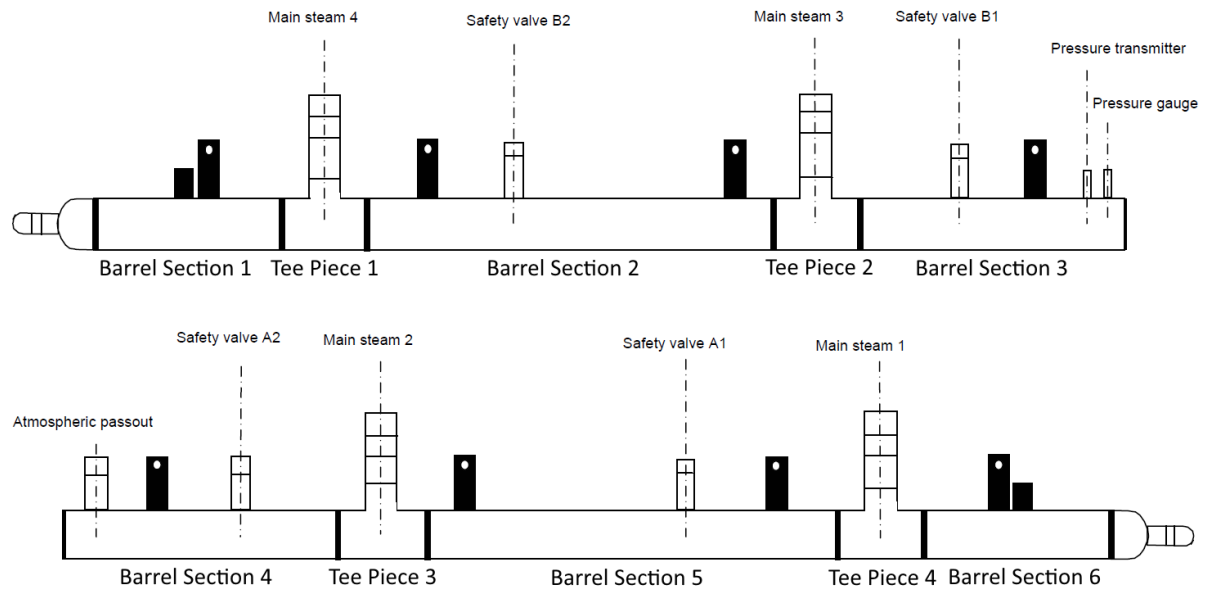 Main steam 4
Safety valve B2
Main steam 3
Safety valve B1
Pressure transmitter
Pressure gauge
Barrel Section 1
Tee Piece 1
Barrel Section 2
Tee Piece 2
Barrel Section 3
Safety valve A2
Main steam 2
Safety valve A1
Main steam 1
Atmospheric passout
Barrel Section 4
Tee Piece 3
Barrel Section 5
Tee Piece 4
Barrel Section 6